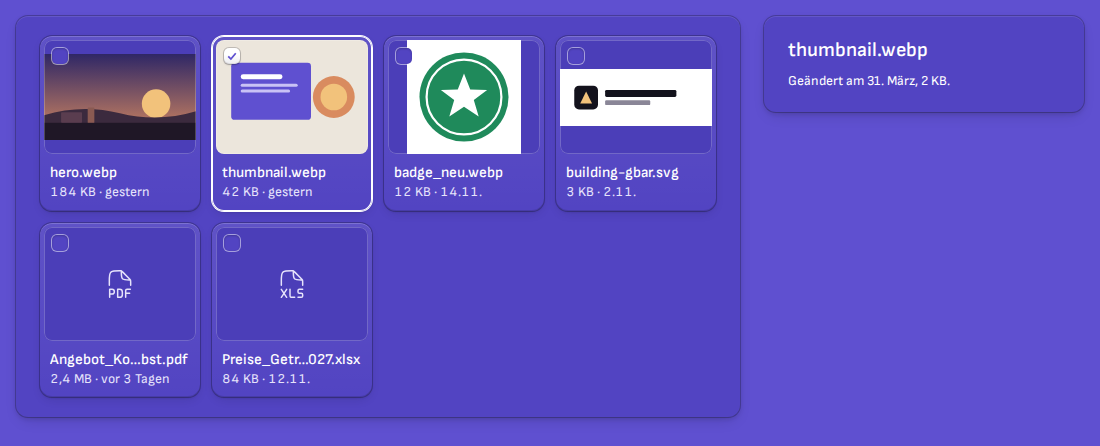 hero.webp
184 KB · gestern
thumbnail.webp
42 KB · gestern
badge_neu.webp
12 KB · 14.11.
building-gbar.svg
3 KB · 2.11.
PDF
Angebot_Ko...bst.pdf
2,4 MB · vor 3 Tagen
XLS
Preise_Getr...027.xlsx
84 KB · 12.11.
thumbnail.webp
Geändert am 31. März, 2 KB.